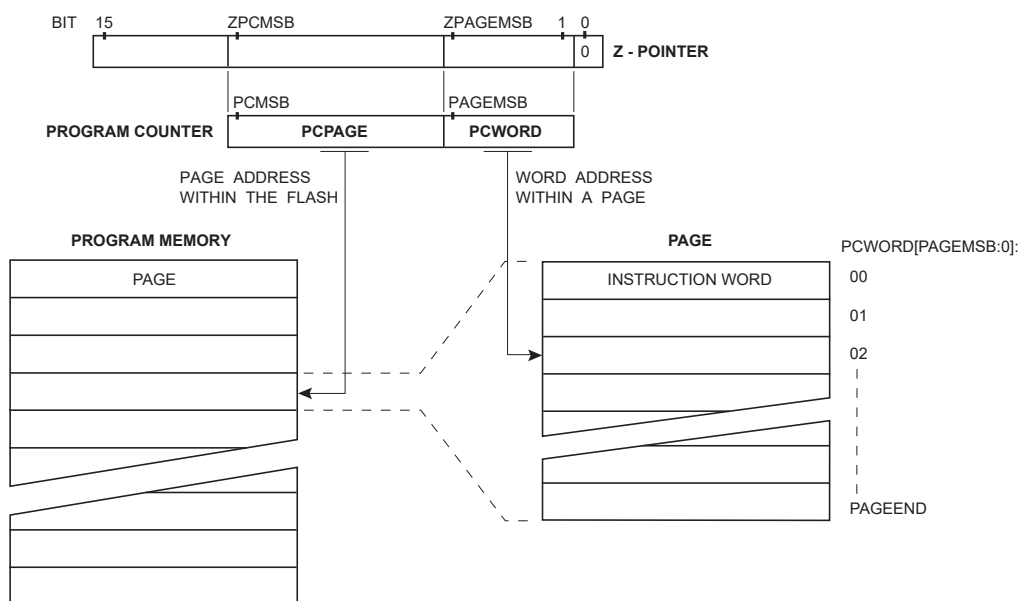 BIT 15 ZPCMSB ZPAGEMSB 1 0
0 Z - POINTER
PCMSB PAGEMSB
PROGRAM COUNTER PCPAGE PCWORD
PAGE ADDRESS
WITHIN THE FLASH
WORD ADDRESS
WITHIN A PAGE
PROGRAM MEMORY
PAGE
PAGE
PCWORD[PAGEMSB:0]:
INSTRUCTION WORD
00
01
02
PAGEEND